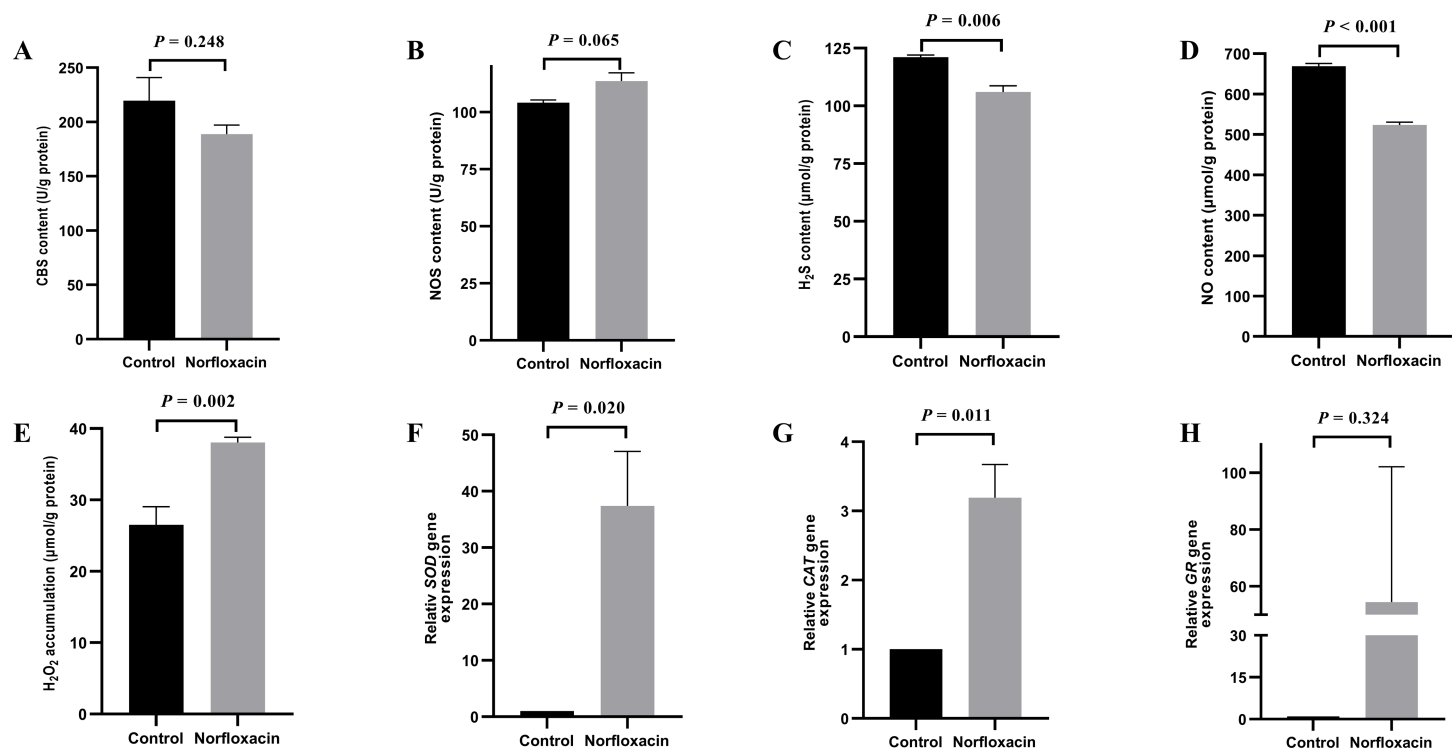 A
P = 0.248
CBS content (U/g protein)
250
200
150
100
50
0
Control Norfloxacin
B
P = 0.065
NOS content (U/g protein)
100
75
50
25
0
Control Norfloxacin
C
P = 0.006
H₂S content (μmol/g protein)
125
100
75
50
25
0
Control Norfloxacin
D
P < 0.001
NO content (μmol/g protein)
700
600
500
400
300
200
100
0
Control Norfloxacin
E
P = 0.002
H₂O₂ accumulation (μmol/g protein)
40
30
20
10
0
Control Norfloxacin
F
P = 0.020
Relativ SOD gene
expression
50
40
30
20
10
0
Control Norfloxacin
G
P = 0.011
Relative CAT gene
expression
4
3
2
1
0
Control Norfloxacin
H
P = 0.324
Relative GR gene
expression
100
80
60
30
15
0
Control Norfloxacin